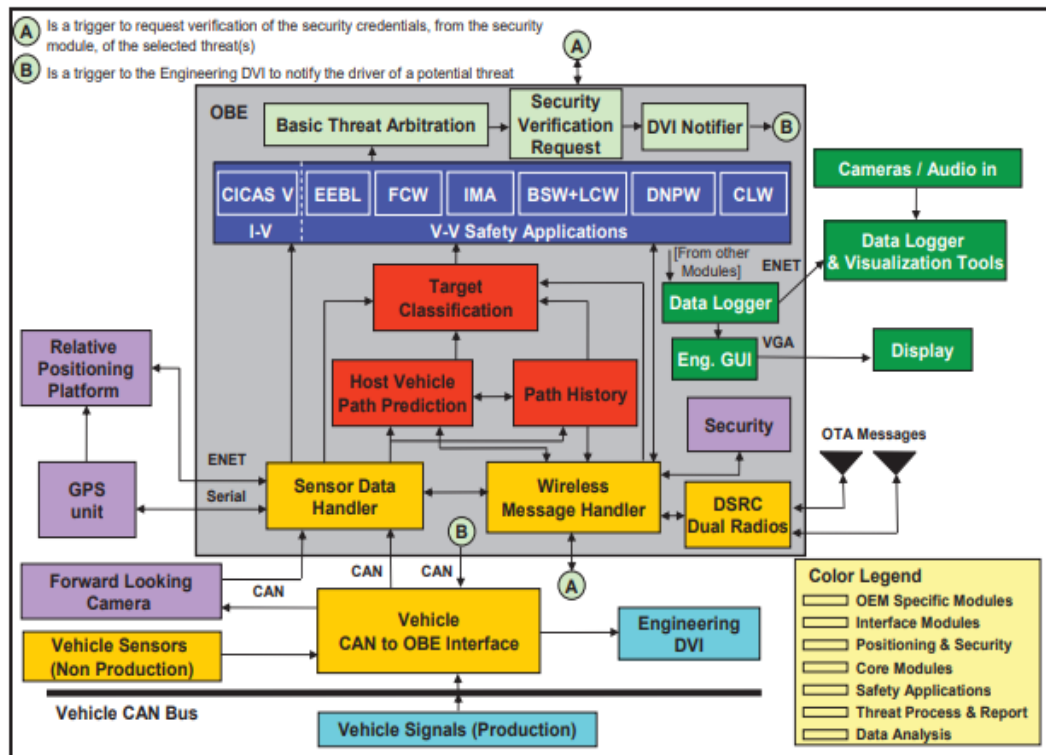 A Is a trigger to request verification of the security credentials, from the security
module, of the selected threat(s)
B Is a trigger to the Engineering DVI to notify the driver of a potential threat
A
OBE
Basic Threat Arbitration
Security
Verification
Request
DVI Notifier
B
Cameras / Audio in
CICAS V
EEBL
FCW
IMA
BSW+LCW
DNPW
CLW
I-V
V-V Safety Applications
Data Logger
& Visualization Tools
[From other
Modules]
ENET
Target
Classification
Data Logger
Relative
Positioning
Platform
Eng. GUI
VGA
Display
Host Vehicle
Path Prediction
Path History
Security
OTA Messages
ENET
GPS
unit
Serial
Sensor Data
Handler
Wireless
Message Handler
DSRC
Dual Radios
B
CAN
CAN
A
Forward Looking
Camera
CAN
Vehicle
CAN to OBE Interface
Engineering
DVI
Vehicle Sensors
(Non Production)
Vehicle CAN Bus
Vehicle Signals (Production)
Color Legend
OEM Specific Modules
Interface Modules
Positioning & Security
Core Modules
Safety Applications
Threat Process & Report
Data Analysis